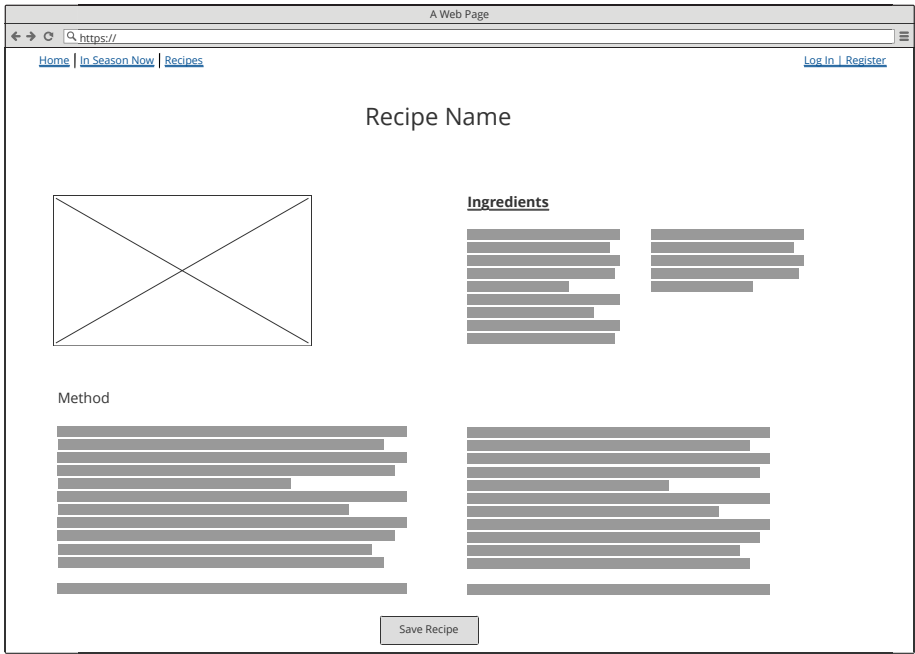 A Web Page
https://
Home | In Season Now | Recipes
Log In | Register
Recipe Name
Ingredients
Method
Save Recipe